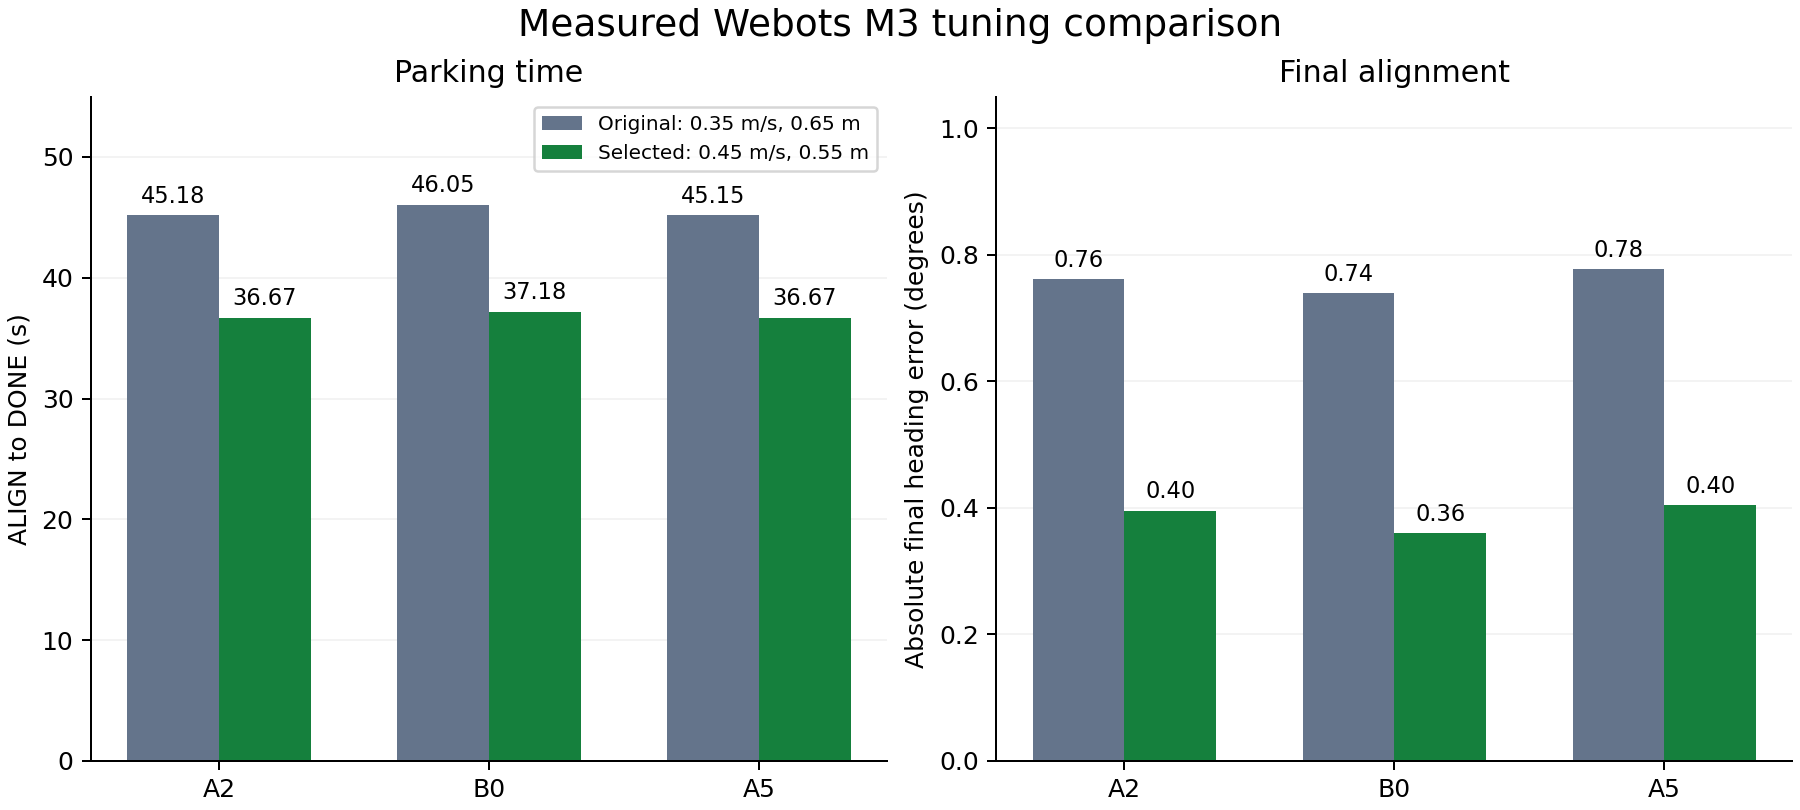 Measured Webots M3 tuning comparison
Parking time
ALIGN to DONE (s)
50
40
30
20
10
0
Original: 0.35 m/s, 0.65 m
Selected: 0.45 m/s, 0.55 m
45.18
36.67
46.05
37.18
45.15
36.67
A2
B0
A5
Final alignment
Absolute final heading error (degrees)
1.0
0.8
0.6
0.4
0.2
0.0
0.76
0.40
0.74
0.36
0.78
0.40
A2
B0
A5